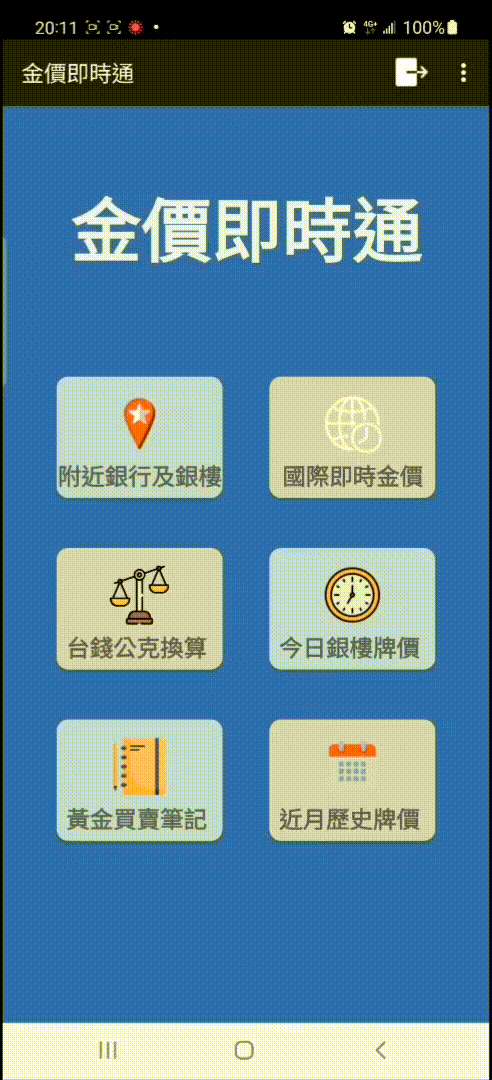 20:11 4G+ 100%
金價即時通
金價即時通
附近銀行及銀樓
國際即時金價
台錢公克換算
今日銀樓牌價
黃金買賣筆記
近月歷史牌價